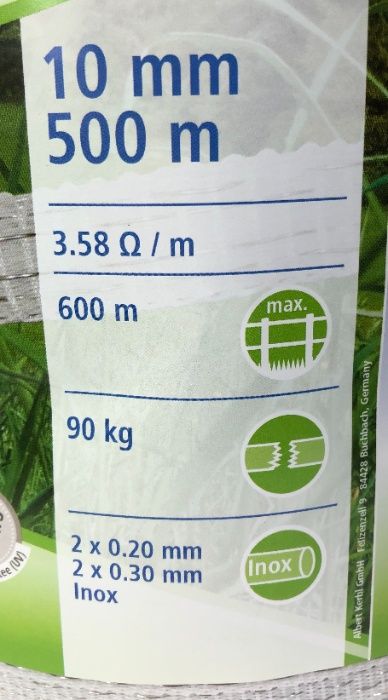 10 mm
500 m
3.58 Ω / m
600 m
max.
90 kg
2 x 0.20 mm
2 x 0.30 mm
Inox
Inox
Albert Kerbl GmbH Felizenzell 9 84428 Buchbach, Germany
(UV)